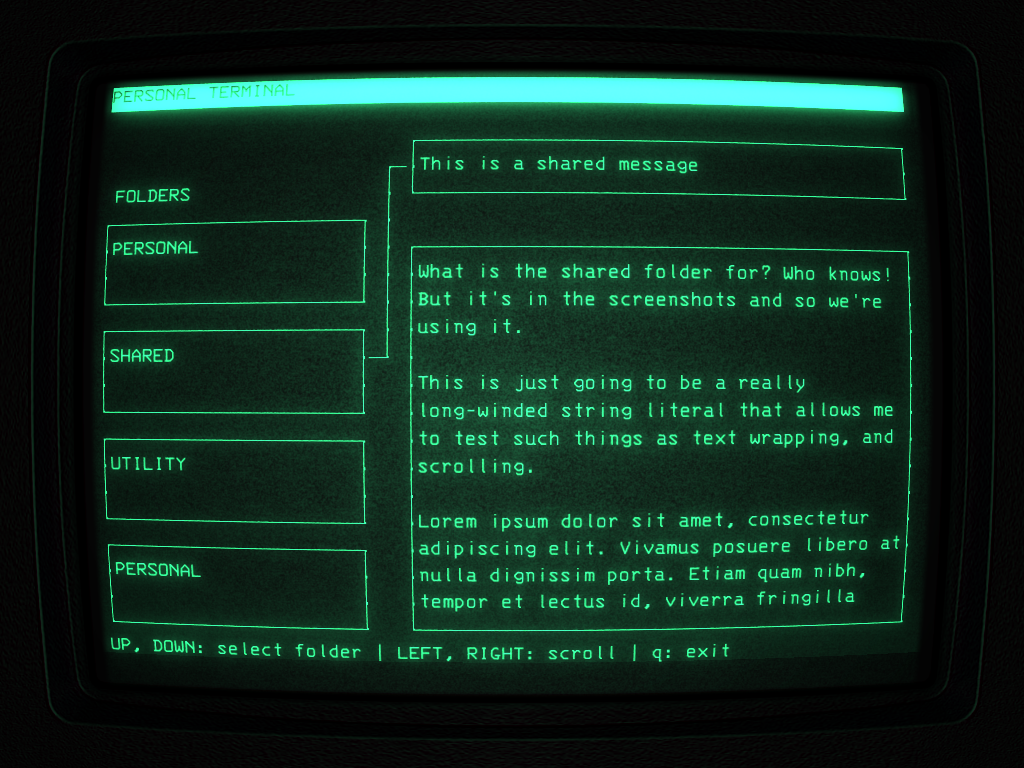 PERSONAL TERMINAL
FOLDERS
PERSONAL
SHARED
UTILITY
PERSONAL
This is a shared message
What is the shared folder for? Who knows!
But it's in the screenshots and so we're
using it.
This is just going to be a really
long-winded string literal that allows me
to test such things as text wrapping, and
scrolling.
Lorem ipsum dolor sit amet, consectetur
adipiscing elit. Vivamus posuere libero at
nulla dignissim porta. Etiam quam nibh,
tempor et lectus id, viverra fringilla
UP, DOWN: select folder | LEFT, RIGHT: scroll | q: exit